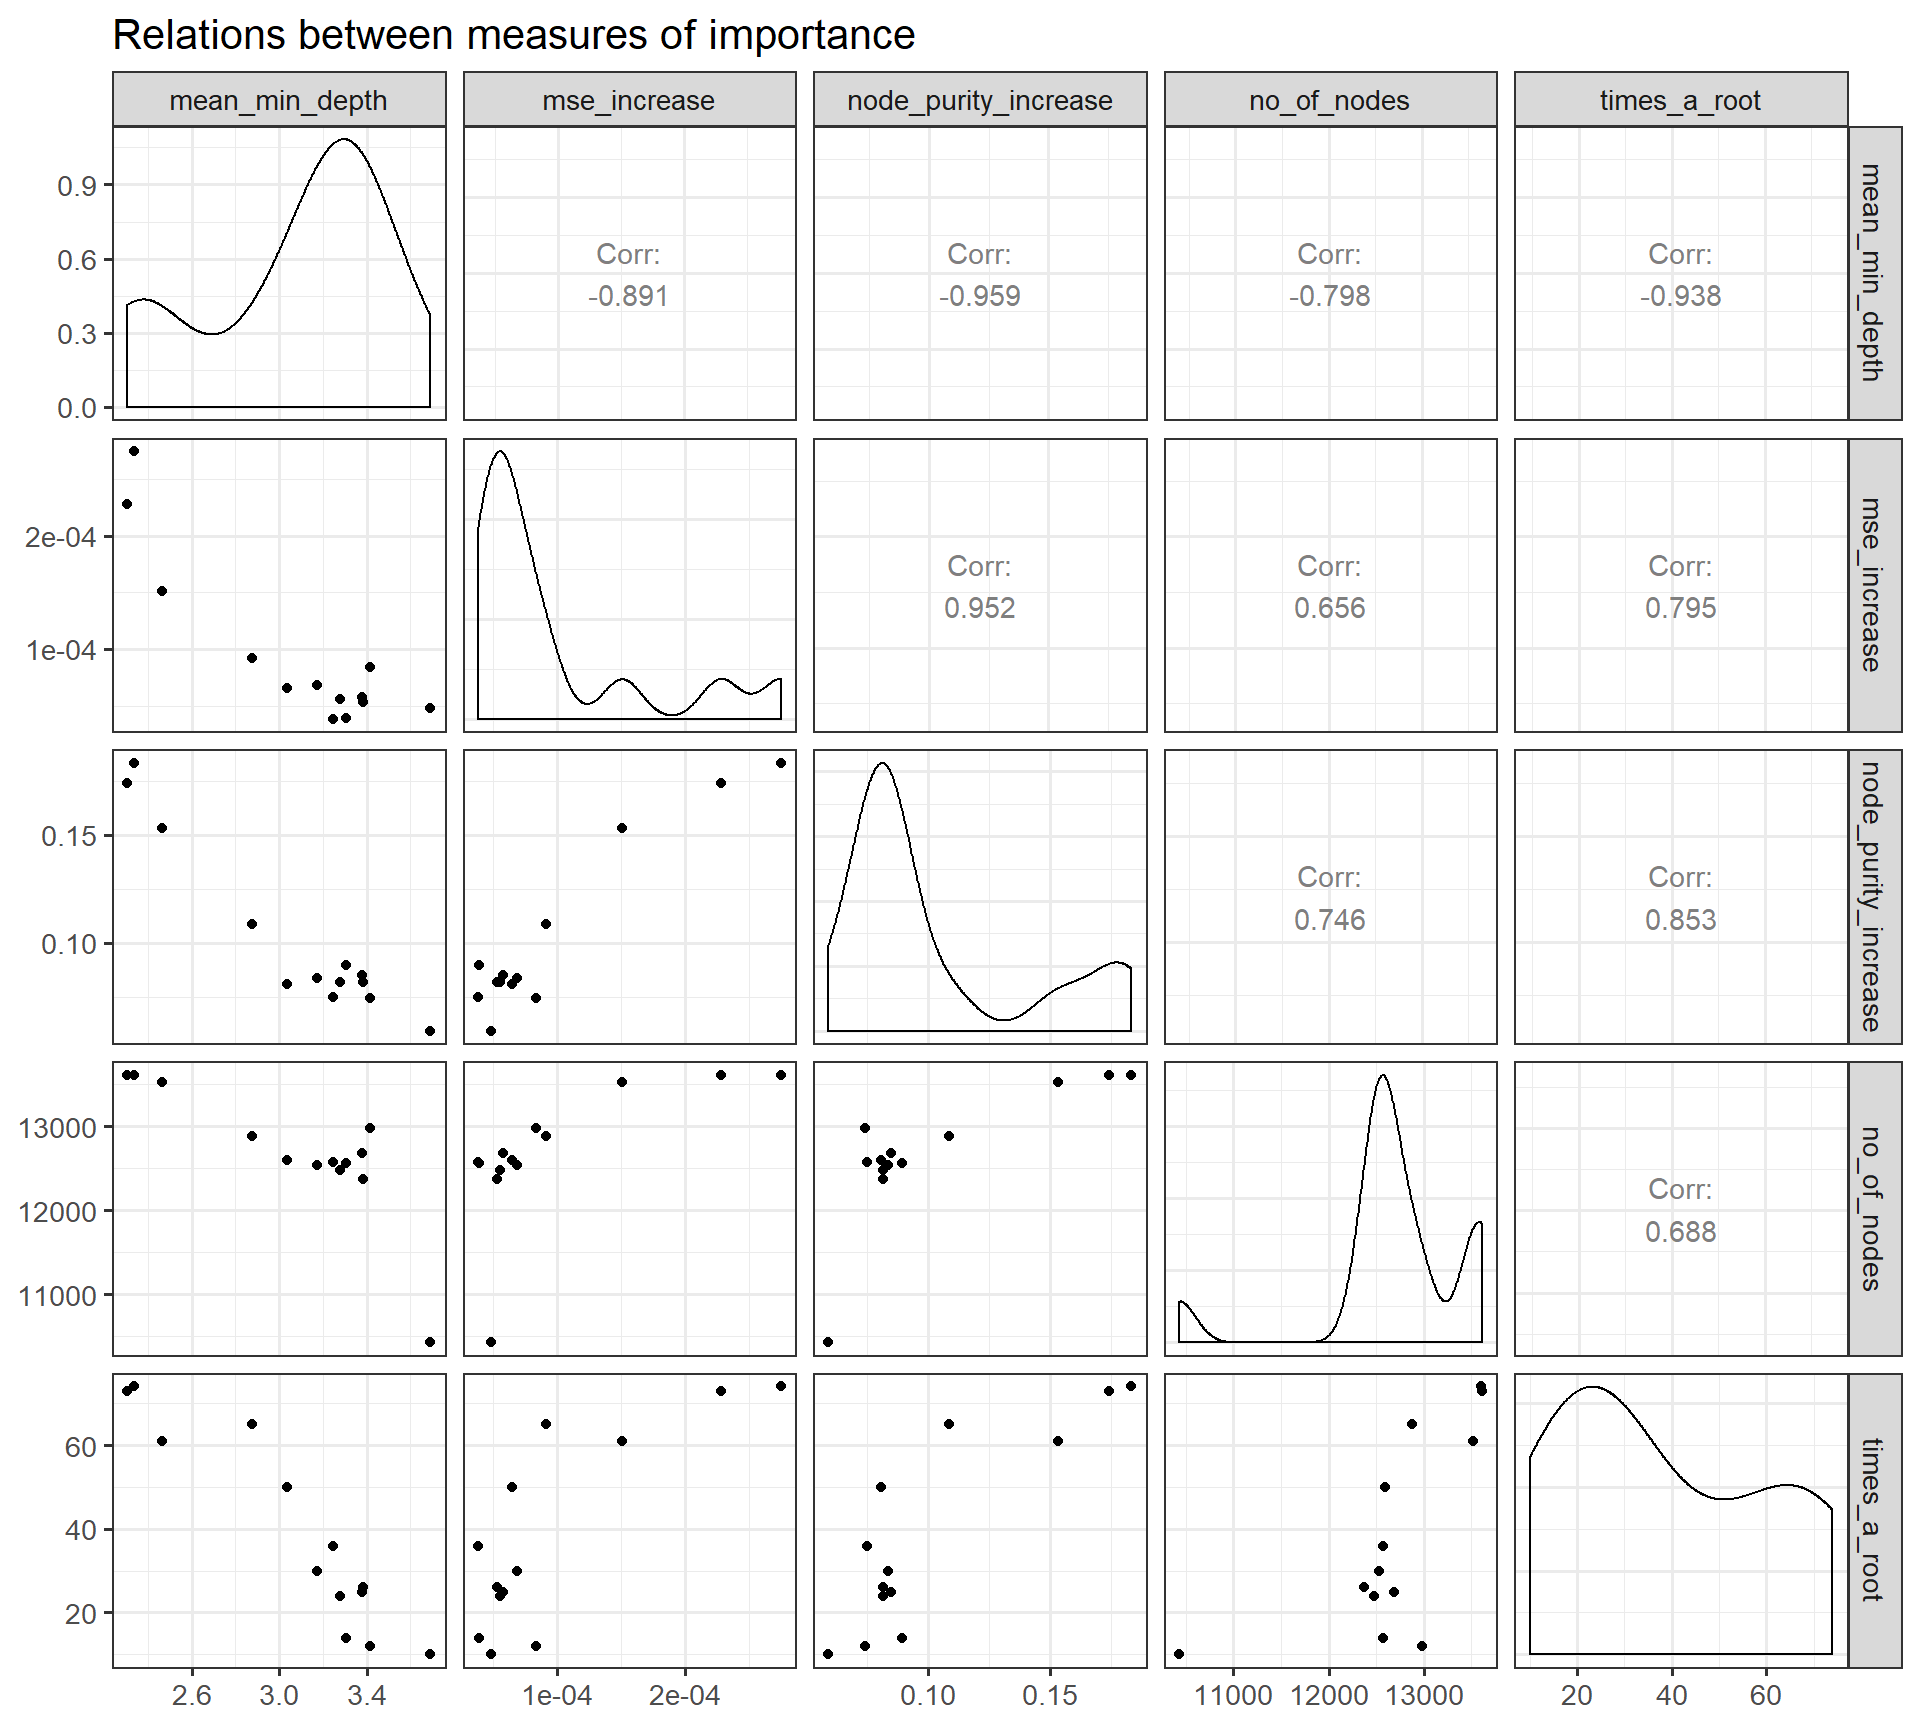 Relations between measures of importance
mean_min_depth
mse_increase
node_purity_increase
no_of_nodes
times_a_root
0.9
0.6
0.3
0.0
Corr:
-0.891
Corr:
-0.959
Corr:
-0.798
Corr:
-0.938
mean_min_depth
2e-04
1e-04
Corr:
0.952
Corr:
0.656
Corr:
0.795
mse_increase
0.15
0.10
Corr:
0.746
Corr:
0.853
node_purity_increase
13000
12000
11000
Corr:
0.688
no_of_nodes
60
40
20
times_a_root
2.6 3.0 3.4
1e-04 2e-04
0.10 0.15
11000 12000 13000
20 40 60